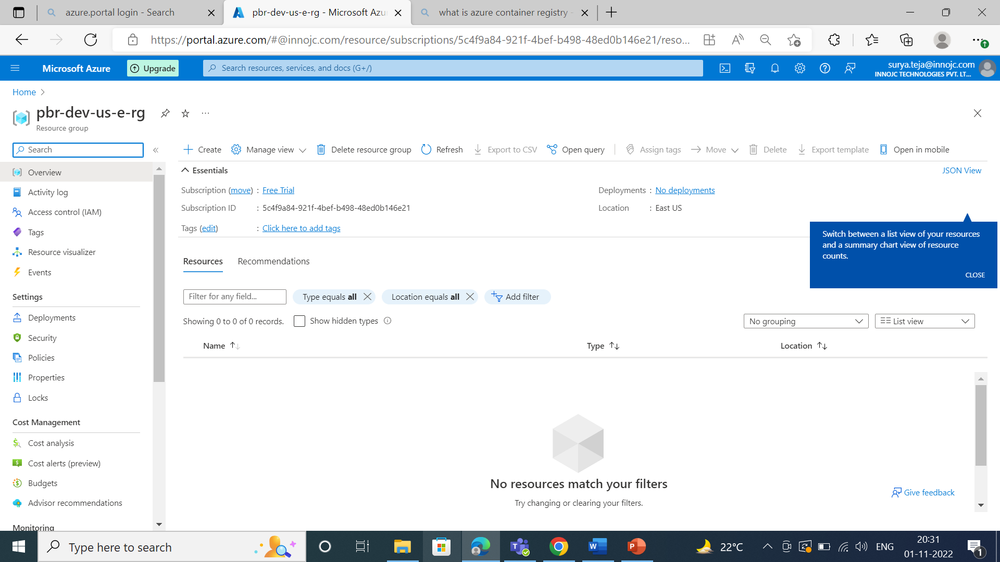 azure.portal login - Search
pbr-dev-us-e-rg - Microsoft Azu
what is azure container registry -
https://portal.azure.com/#@innojc.com/resource/subscriptions/5c4f9a84-921f-4bef-b498-48ed0b146e21/reso...
Microsoft Azure
Upgrade
Search resources, services, and docs (G+/)
surya.teja@innojc.com
INNOJC TECHNOLOGIES PVT. LT...
Home
pbr-dev-us-e-rg
Resource group
Search
Create
Manage view
Delete resource group
Refresh
Export to CSV
Open query
Assign tags
Move
Delete
Export template
Open in mobile
Overview
Activity log
Access control (IAM)
Tags
Resource visualizer
Events
Settings
Deployments
Security
Policies
Properties
Locks
Cost Management
Cost analysis
Cost alerts (preview)
Budgets
Advisor recommendations
Monitoring
Essentials
JSON View
Subscription (move) : Free Trial
Subscription ID : 5c4f9a84-921f-4bef-b498-48ed0b146e21
Tags (edit) : Click here to add tags
Deployments : No deployments
Location : East US
Switch between a list view of your resources
and a summary chart view of resource
counts.
CLOSE
Resources
Recommendations
Filter for any field...
Type equals all
Location equals all
Add filter
Showing 0 to 0 of 0 records.
Show hidden types
No grouping
List view
Name
Type
Location
No resources match your filters
Try changing or clearing your filters.
Give feedback
Type here to search
22°C
ENG
20:31
01-11-2022
1